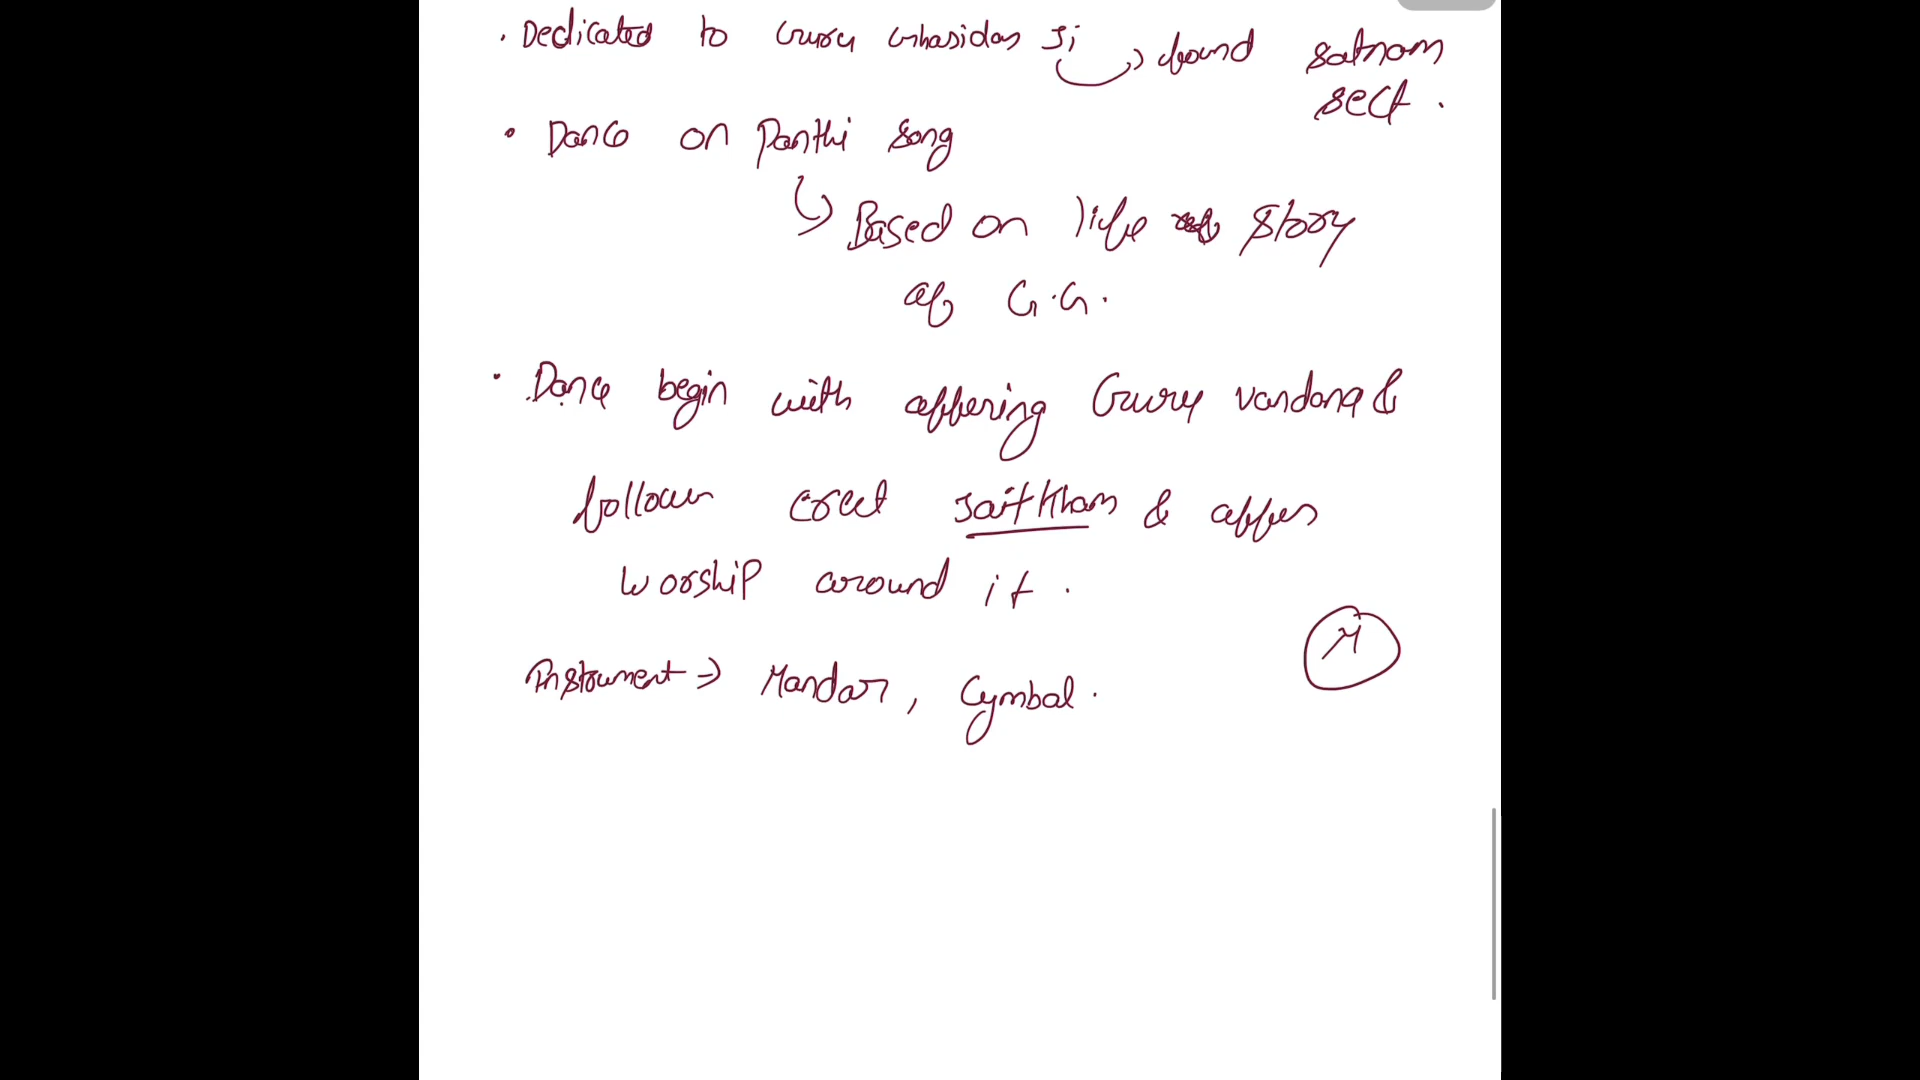 . Dedicated to Guru Ghasidas Ji → found satnam
sect.
• Dance on Panthi song
↳ Based on life story
of G.G.
• Dance begin with offering Guru vandana &
follower erect Jaitkham & offers
worship around it.
Instrument ⇒ Mandar, Cymbal.